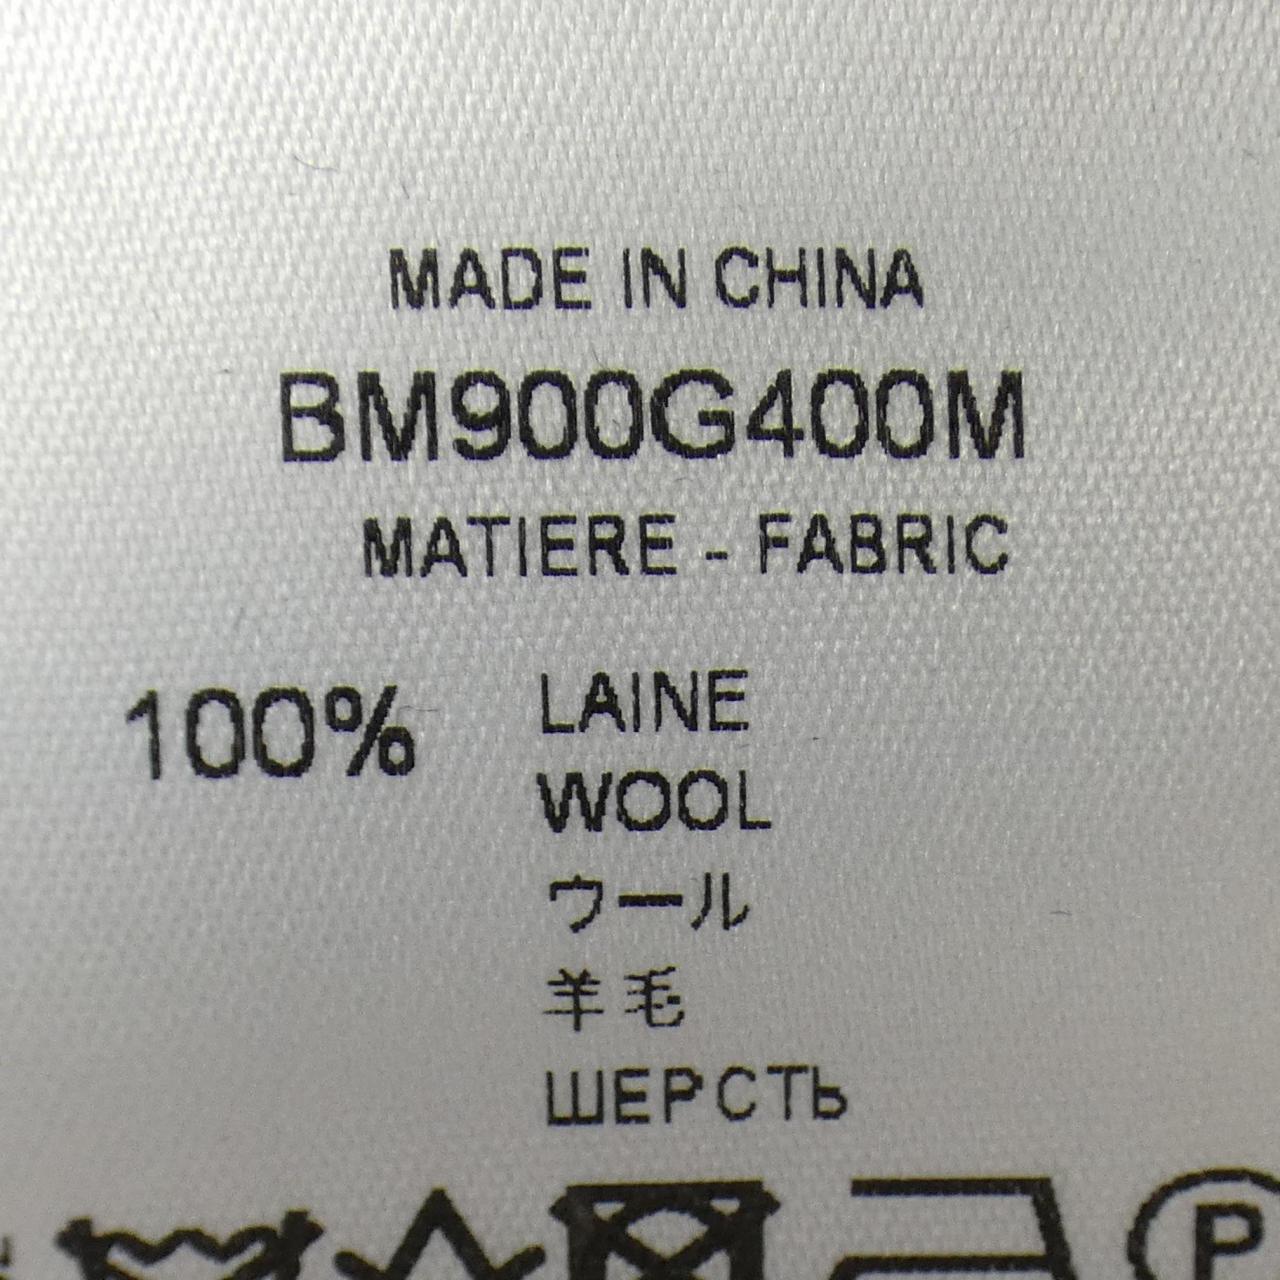 MADE IN CHINA
BM900G400M
MATIERE - FABRIC
100% LAINE
WOOL
ウール
羊毛
ШЕРСТЬ
P